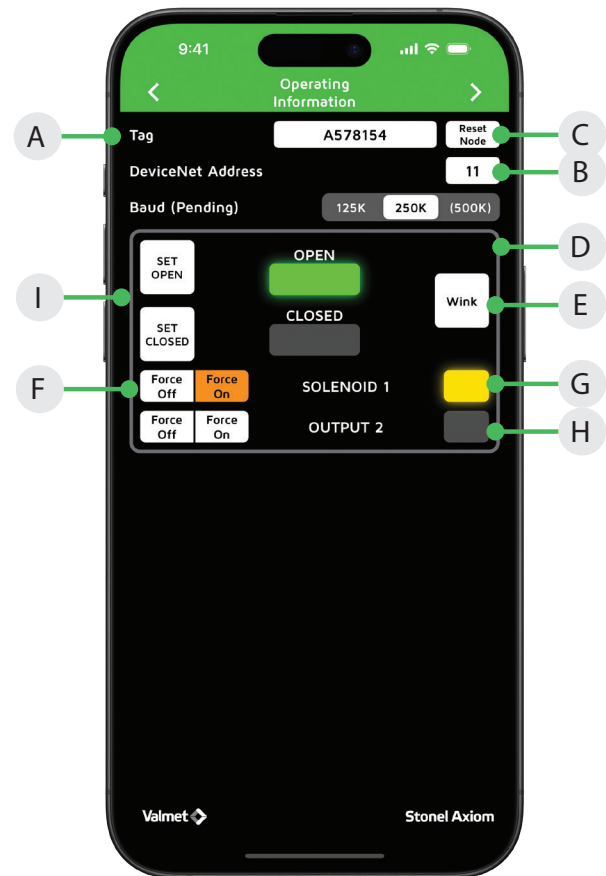 9:41
Operating
Information
A
Tag
A578154
Reset
Node
C
DeviceNet Address
11
B
Baud (Pending)
125K
250K
(500K)
D
SET
OPEN
OPEN
Wink
E
I
SET
CLOSED
CLOSED
F
Force
Off
Force
On
SOLENOID 1
G
Force
Off
Force
On
OUTPUT 2
H
Valmet
Stonel Axiom